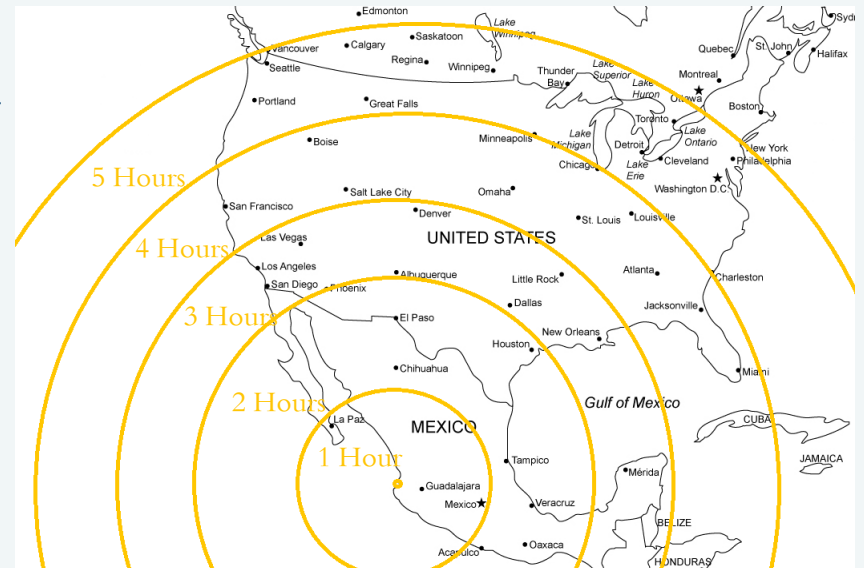 Edmonton
Lake
Winnipeg
Sydn
Saskatoon
Vancouver
Calgary
Quebec
St. John
Halifax
Regina
Winnipeg
Seattle
Thunder
Bay
Lake
Superior
Montreal
Lake
Huron
Ottawa
Portland
Great Falls
Boston
Toronto
Lake
Ontario
Boise
Minneapolis
Lake
Michigan
Detroit
New York
Chicago
Lake
Erie
Cleveland
Philadelphia
5 Hours
Salt Lake City
Omaha
Washington D.C.
San Francisco
Denver
St. Louis
Louisville
4 Hours
Las Vegas
UNITED STATES
Los Angeles
Albuquerque
Little Rock
Atlanta
Charleston
San Diego
Phoenix
Dallas
Jacksonville
3 Hours
El Paso
New Orleans
Houston
Chihuahua
Miami
2 Hours
Gulf of Mexico
La Paz
MEXICO
CUBA
1 Hour
Tampico
JAMAICA
Mérida
Guadalajara
Mexico
Veracruz
BELIZE
Acapulco
Oaxaca
HONDURAS